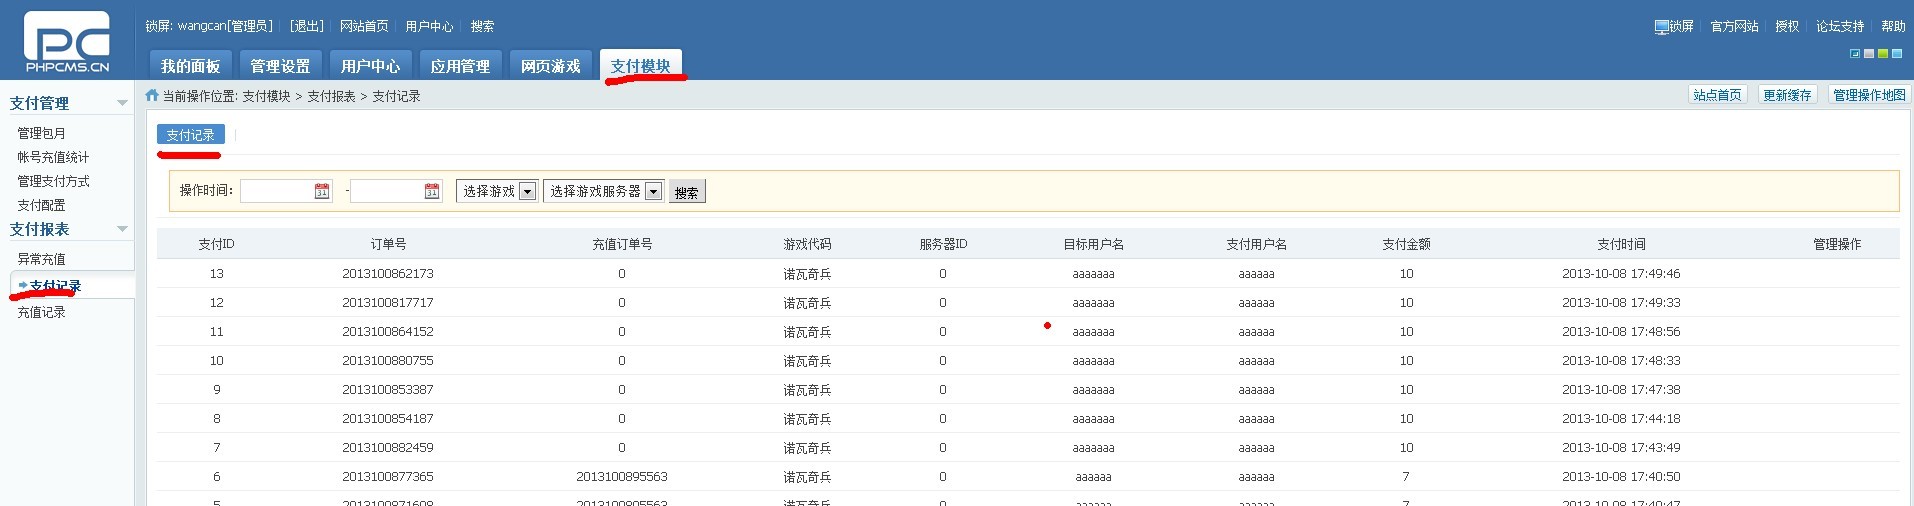 PC
PHPCMS.CN
锁屏: wangcan[管理员] [退出] 网站首页 用户中心 搜索
锁屏 官方网站 授权 论坛支持 帮助
我的面板 管理设置 用户中心 应用管理 网页游戏 支付模块
当前操作位置: 支付模块 > 支付报表 > 支付记录
站点首页 更新缓存 管理操作地图
支付管理
管理包月
帐号充值统计
管理支付方式
支付配置
支付报表
异常充值
支付记录
充值记录
支付记录
操作时间: 31 - 31 选择游戏 选择游戏服务器 搜索
支付ID 订单号 充值订单号 游戏代码 服务器ID 目标用户名 支付用户名 支付金额 支付时间 管理操作
13 2013100862173 0 诺瓦奇兵 0 aaaaaaa aaaaaa 10 2013-10-08 17:49:46
12 2013100817717 0 诺瓦奇兵 0 aaaaaaa aaaaaa 10 2013-10-08 17:49:33
11 2013100864152 0 诺瓦奇兵 0 aaaaaaa aaaaaa 10 2013-10-08 17:48:56
10 2013100880755 0 诺瓦奇兵 0 aaaaaaa aaaaaa 10 2013-10-08 17:48:33
9 2013100853387 0 诺瓦奇兵 0 aaaaaaa aaaaaa 10 2013-10-08 17:47:38
8 2013100854187 0 诺瓦奇兵 0 aaaaaaa aaaaaa 10 2013-10-08 17:44:18
7 2013100882459 0 诺瓦奇兵 0 aaaaaaa aaaaaa 10 2013-10-08 17:43:49
6 2013100877365 2013100895563 诺瓦奇兵 0 aaaaaa aaaaaa 7 2013-10-08 17:40:50